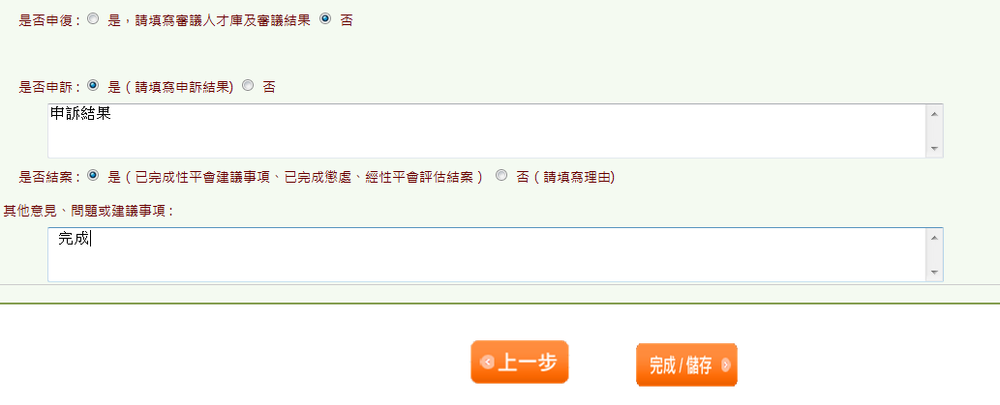 是否申復 : 是，請填寫審議人才庫及審議結果 否
是否申訴 : 是 ( 請填寫申訴結果) 否
申訴結果
是否結案 : 是 ( 已完成性平會建議事項、已完成懲處、經性平會評估結案 ) 否 ( 請填寫理由)
其他意見、問題或建議事項 :
完成
上一步 完成 / 儲存